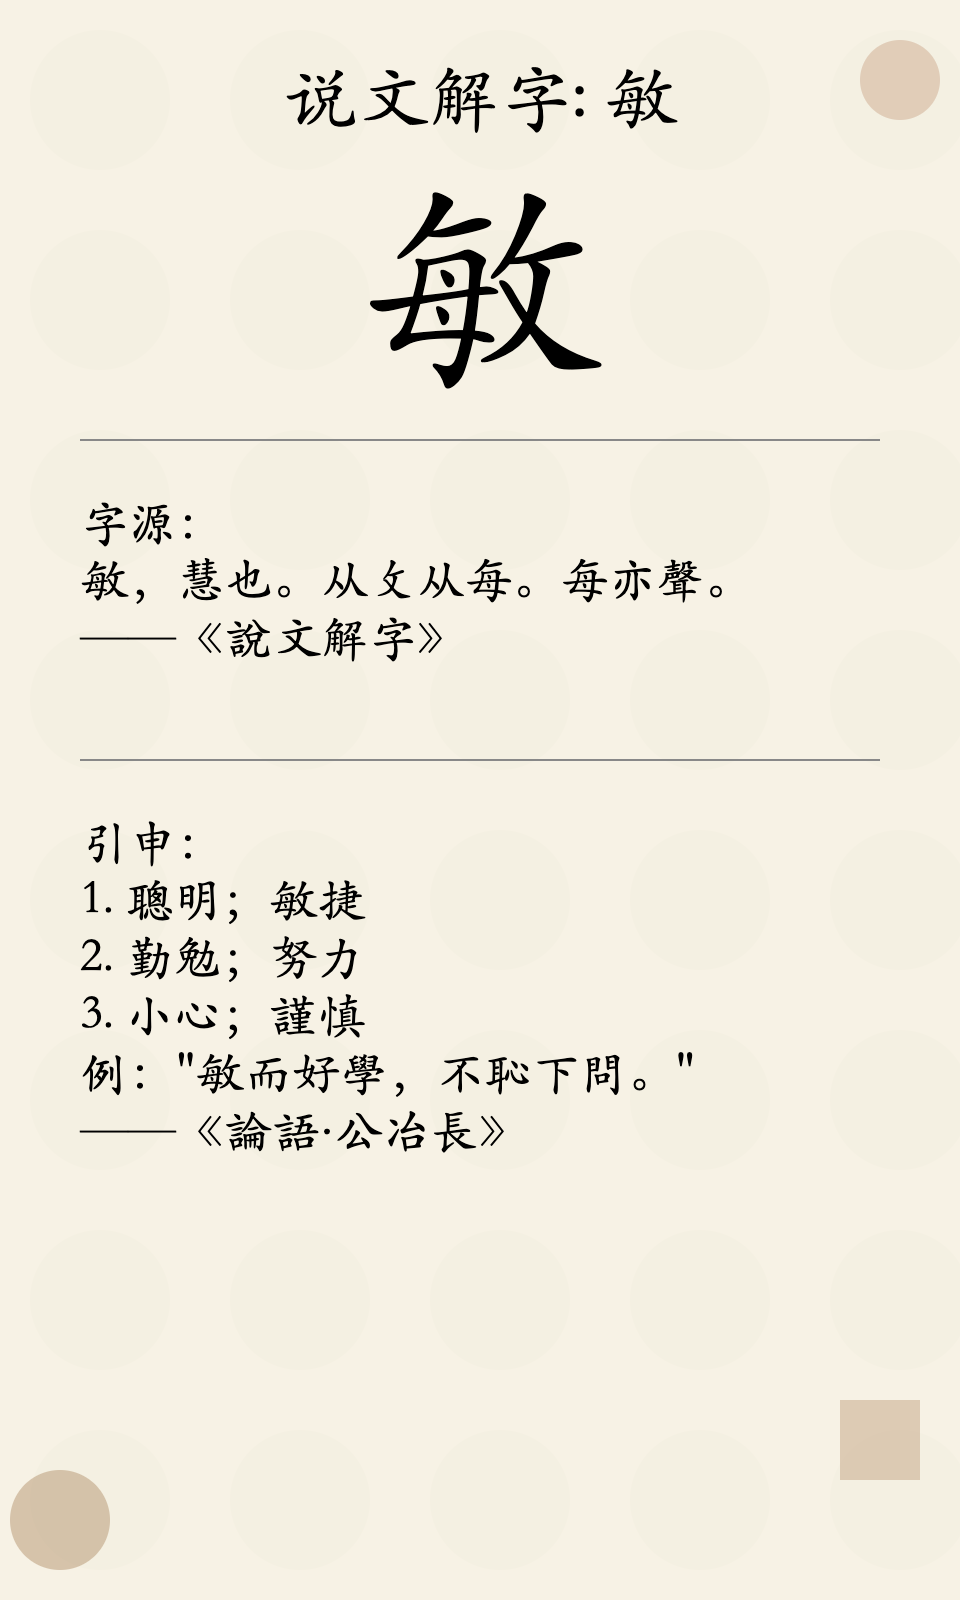 说文解字: 敏
敏
字源：
敏，慧也。从攵从每。每亦聲。
——《說文解字》
引申：
1. 聰明；敏捷
2. 勤勉；努力
3. 小心；謹慎
例："敏而好學，不恥下問。"
——《論語·公冶長》